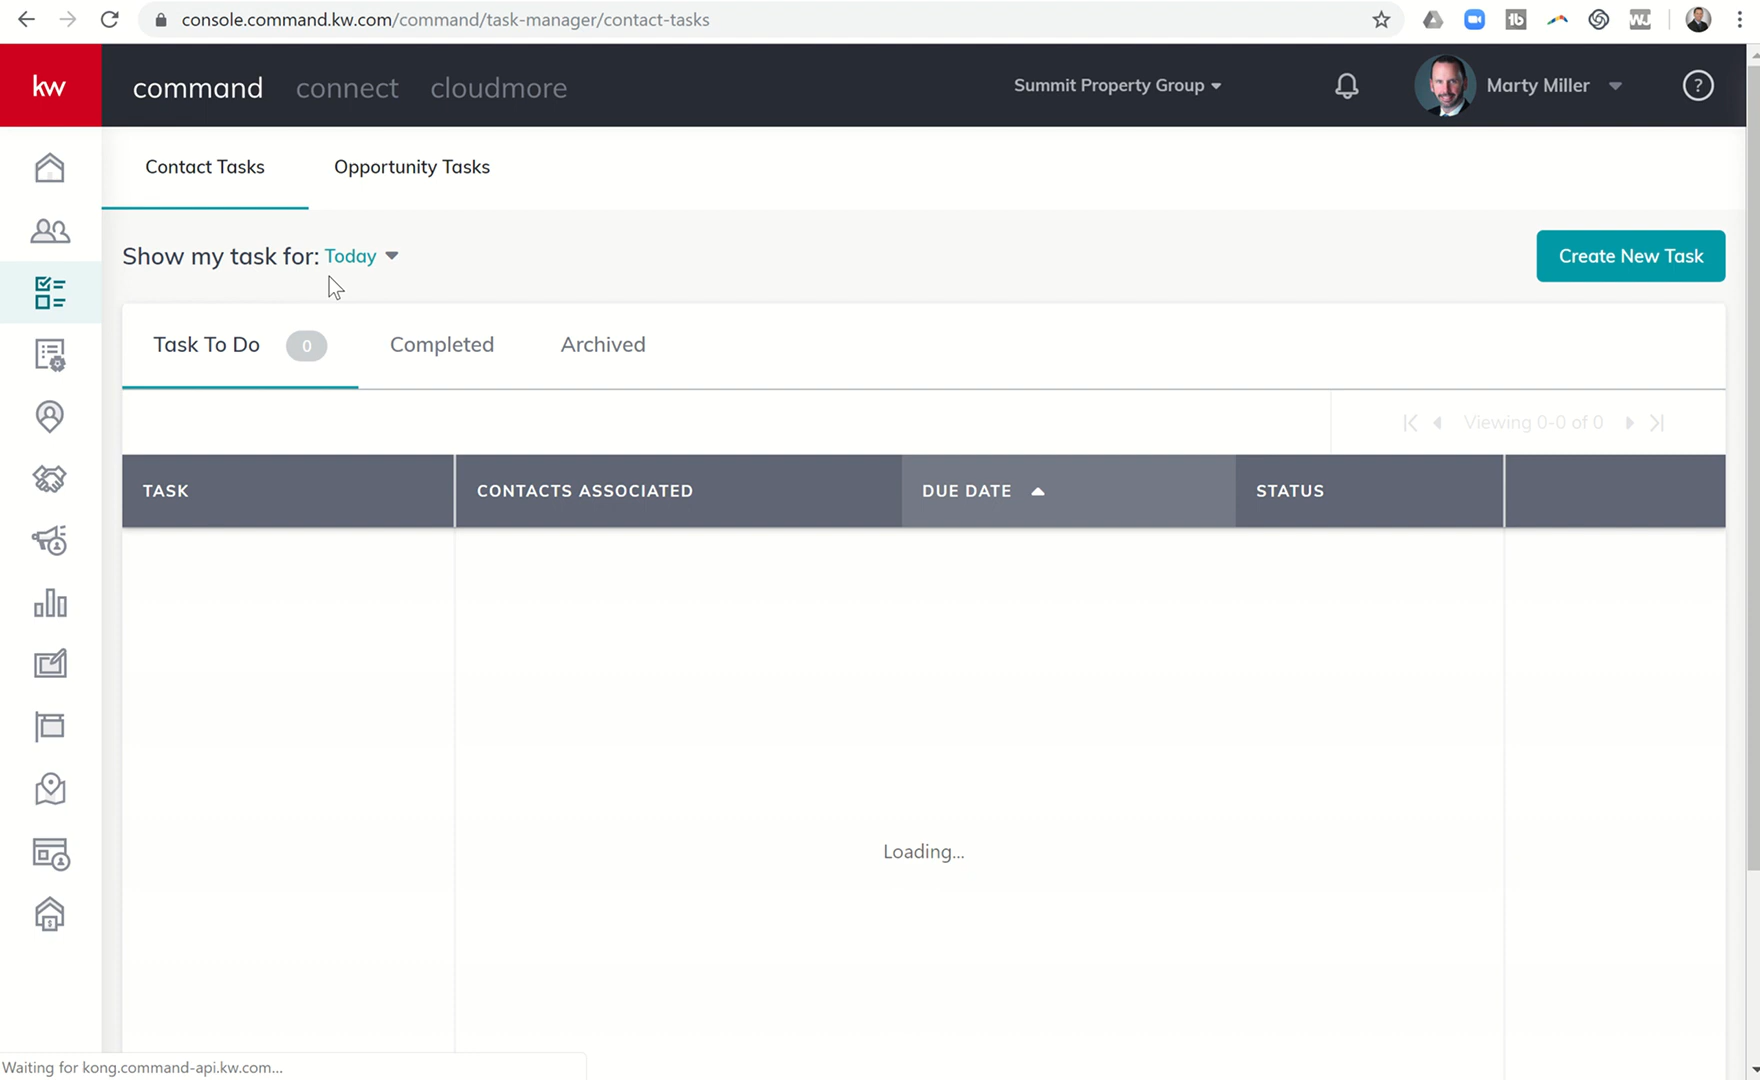 console.command.kw.com/command/task-manager/contact-tasks
kw
command connect cloudmore
Summit Property Group
Marty Miller
?
Contact Tasks
Opportunity Tasks
Show my task for: Today
Create New Task
Task To Do 0
Completed
Archived
Viewing 0-0 of 0
TASK
CONTACTS ASSOCIATED
DUE DATE
STATUS
Loading...
Waiting for kong.command-api.kw.com...